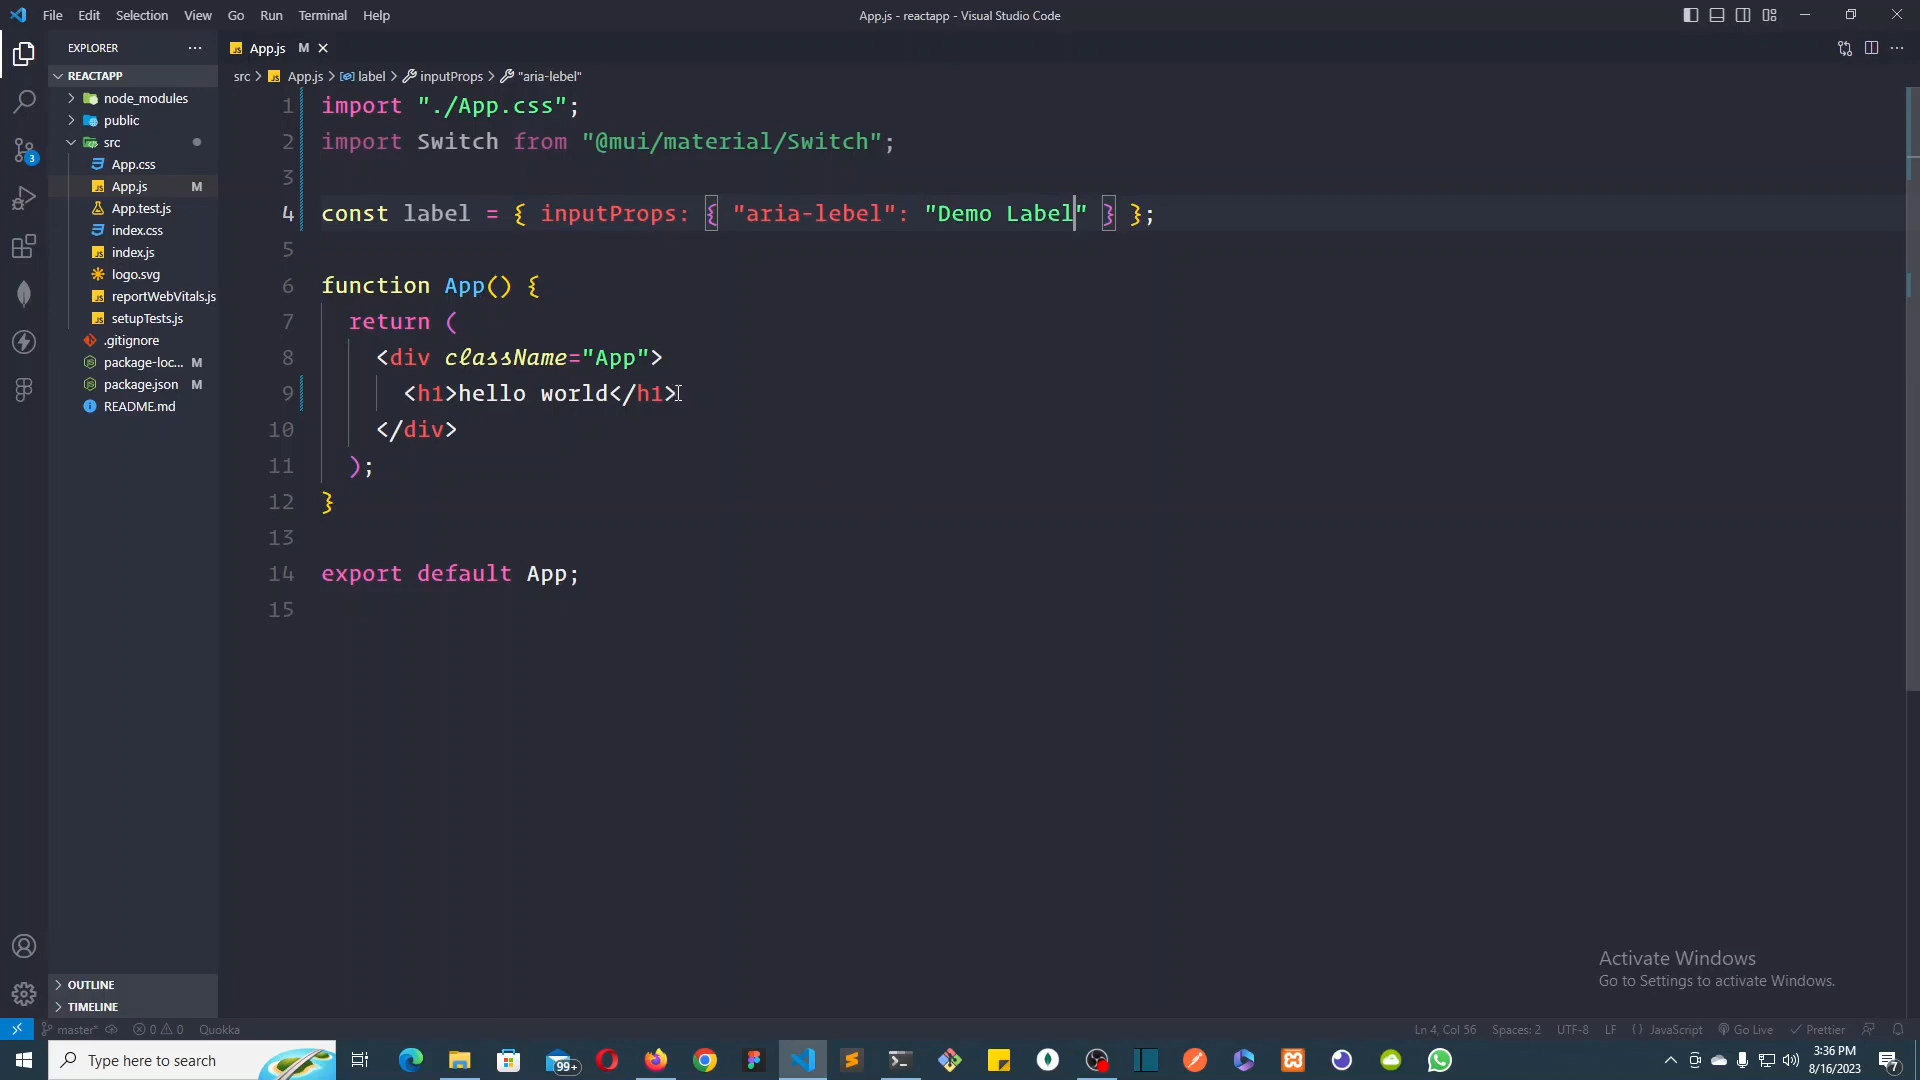 File Edit Selection View Go Run Terminal Help
App.js - reactapp - Visual Studio Code
EXPLORER
REACTAPP
node_modules
public
src
App.css
App.js M
App.test.js
index.css
index.js
logo.svg
reportWebVitals.js
setupTests.js
.gitignore
package-loc... M
package.json M
README.md
OUTLINE
TIMELINE
App.js M
src > App.js > label > inputProps > "aria-lebel"
1 import "./App.css";
2 import Switch from "@mui/material/Switch";
3
4 const label = { inputProps: { "aria-lebel": "Demo Label" } };
5
6 function App() {
7 return (
8 <div className="App">
9 <h1>hello world</h1>
10 </div>
11 );
12 }
13
14 export default App;
15
Activate Windows
Go to Settings to activate Windows.
3
master* 0 0 Quokka
Ln 4, Col 56 Spaces: 2 UTF-8 LF {} JavaScript Go Live Prettier
Type here to search
99+
3:36 PM
8/16/2023
7